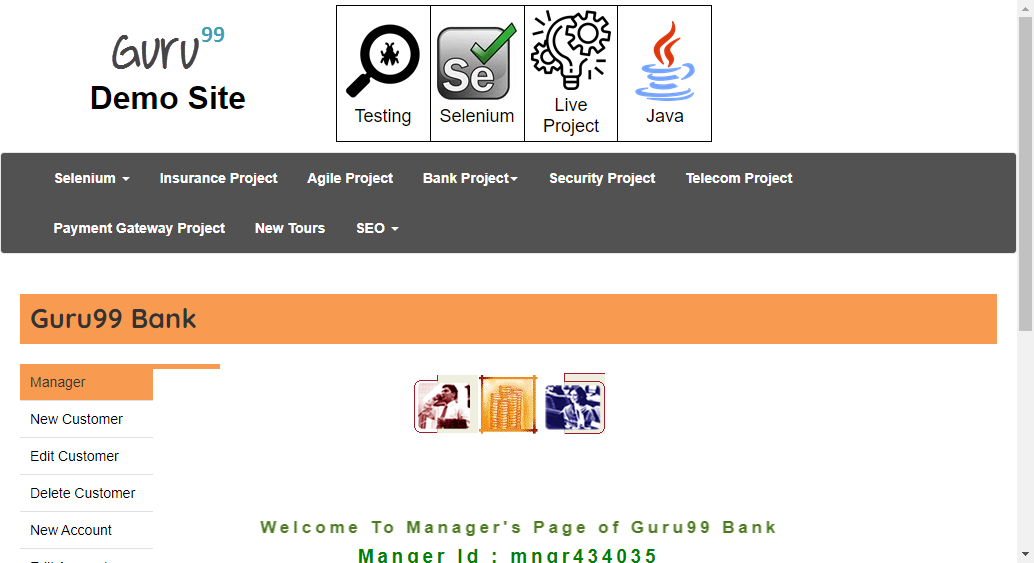 Guru99
Demo Site
Testing
Se
Selenium
Live
Project
Java
Selenium
Insurance Project
Agile Project
Bank Project
Security Project
Telecom Project
Payment Gateway Project
New Tours
SEO
Guru99 Bank
Manager
New Customer
Edit Customer
Delete Customer
New Account
Welcome To Manager's Page of Guru99 Bank
Manger Id : mngr434035